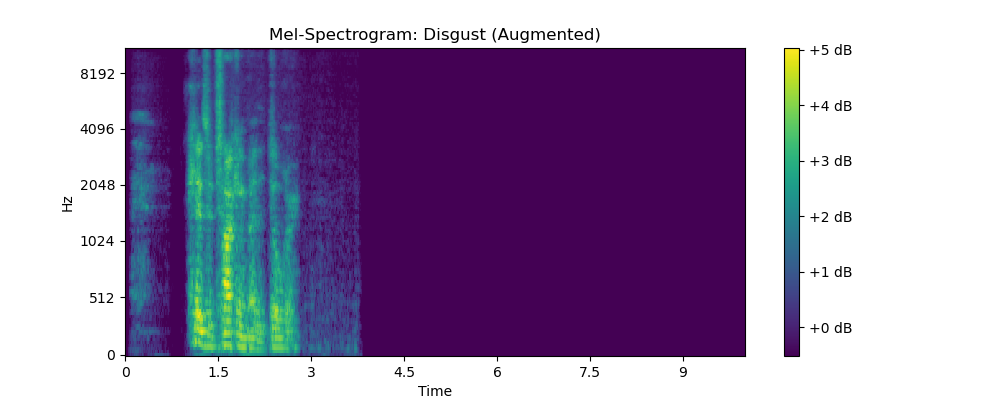 Mel-Spectrogram: Disgust (Augmented)
Hz
8192
4096
2048
1024
512
0
0 1.5 3 4.5 6 7.5 9
Time
+5 dB
+4 dB
+3 dB
+2 dB
+1 dB
+0 dB